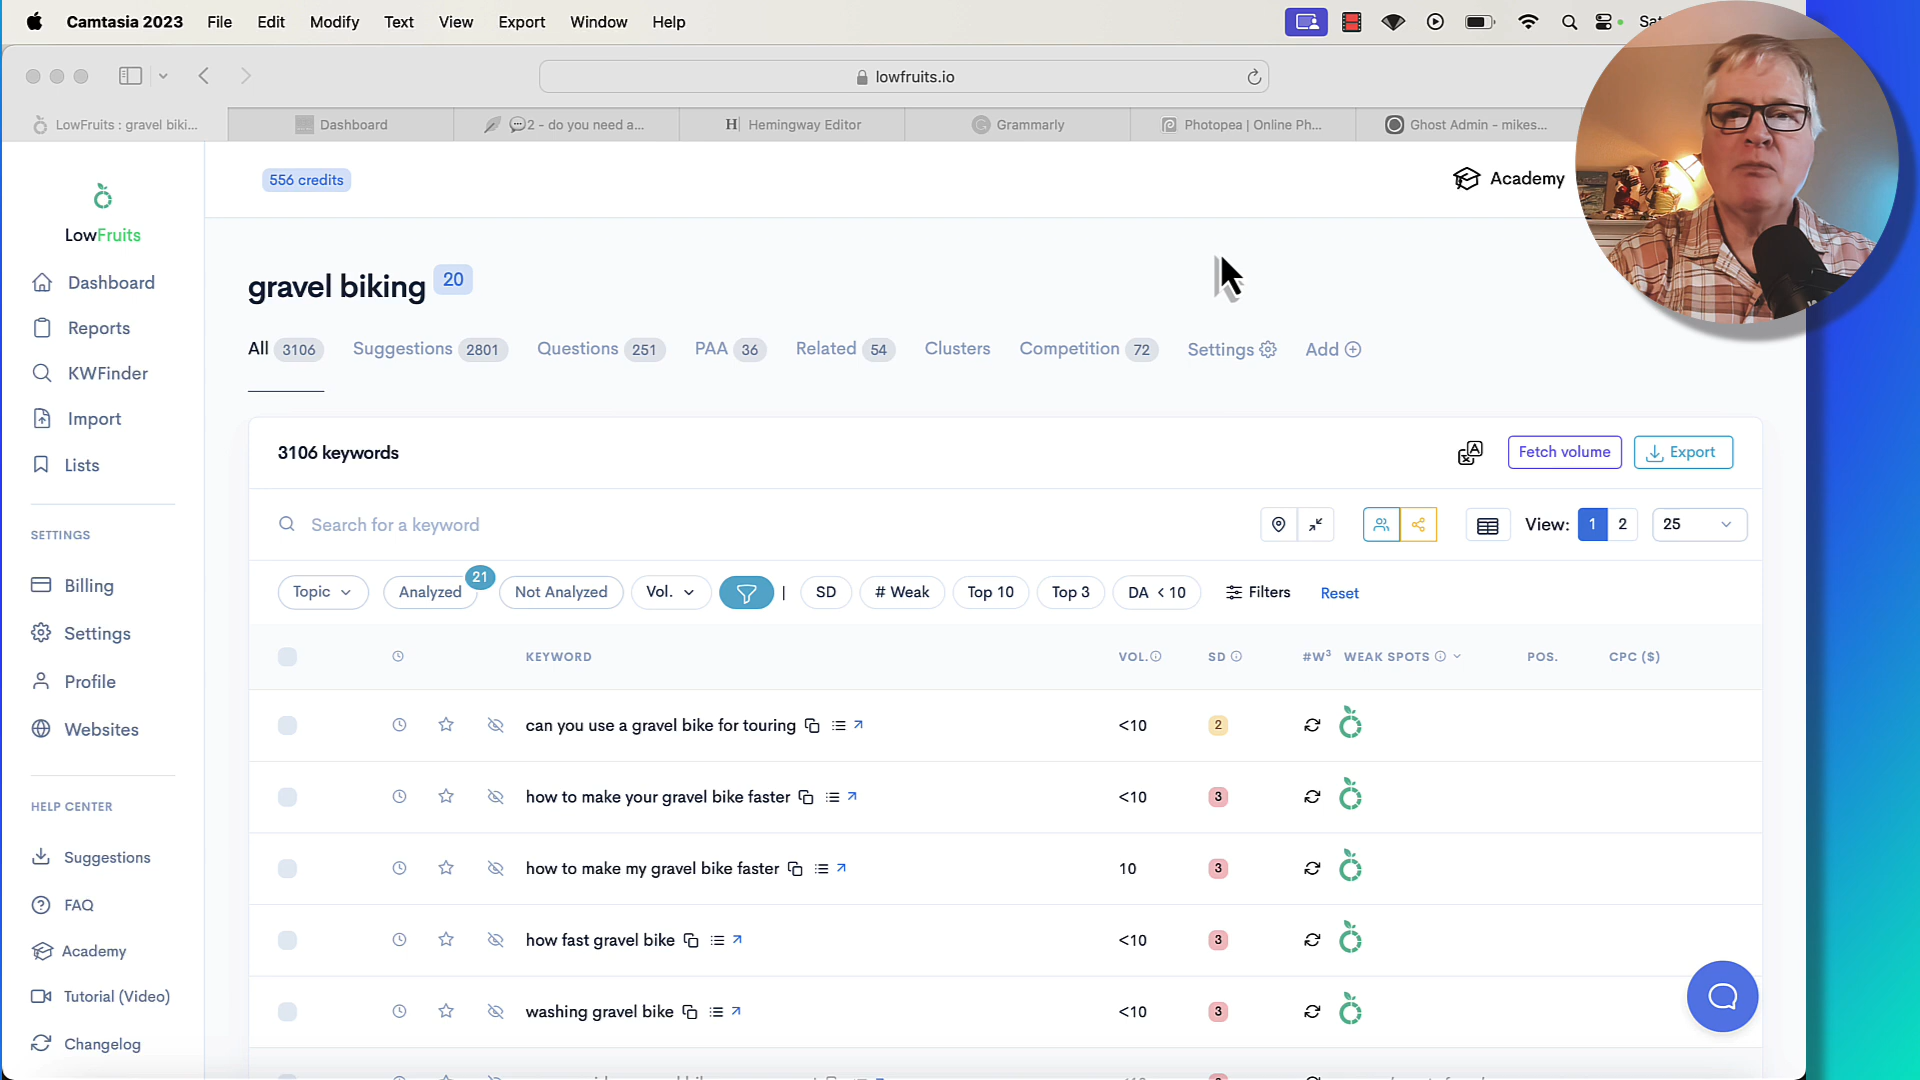 Camtasia 2023 File Edit Modify Text View Export Window Help
lowfruits.io
LowFruits : gravel biki...
Dashboard
2 - do you need a...
Hemingway Editor
Grammarly
Photopea | Online Ph...
Ghost Admin - mikes...
LowFruits
Dashboard
Reports
KWFinder
Import
Lists
SETTINGS
Billing
Settings
Profile
Websites
HELP CENTER
Suggestions
FAQ
Academy
Tutorial (Video)
Changelog
556 credits
Academy
gravel biking 20
All 3106 Suggestions 2801 Questions 251 PAA 36 Related 54 Clusters Competition 72 Settings Add
3106 keywords
Fetch volume Export
Search for a keyword
View: 1 2 25
Topic Analyzed 21 Not Analyzed Vol. | SD # Weak Top 10 Top 3 DA < 10 Filters Reset
KEYWORD VOL. SD #W3 WEAK SPOTS POS. CPC ($)
can you use a gravel bike for touring <10 2
how to make your gravel bike faster <10 3
how to make my gravel bike faster 10 3
how fast gravel bike <10 3
washing gravel bike <10 3